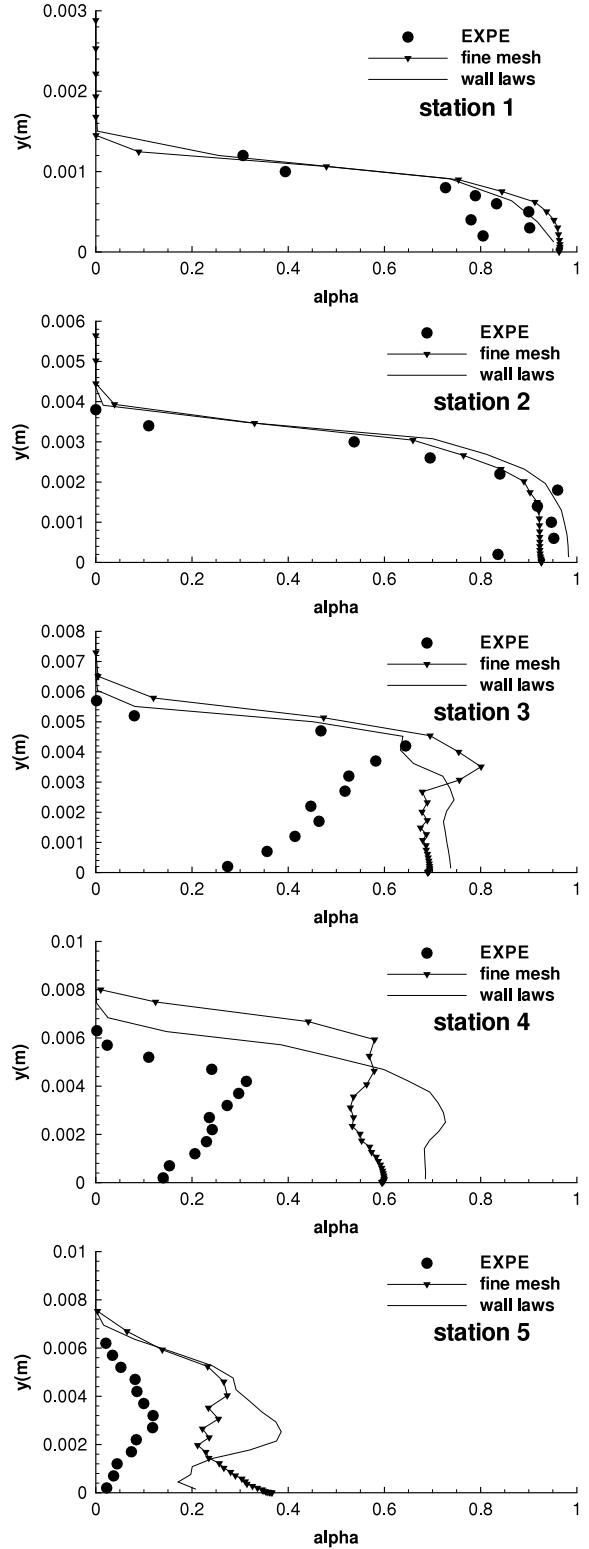 0.003
EXPE
fine mesh
wall laws
station 1
0.002
y(m)
0.001
0
0 0.2 0.4 0.6 0.8 1
alpha
0.006
EXPE
fine mesh
wall laws
station 2
0.005
0.004
y(m)
0.003
0.002
0.001
0
0 0.2 0.4 0.6 0.8 1
alpha
0.008
EXPE
fine mesh
wall laws
station 3
0.007
0.006
0.005
y(m)
0.004
0.003
0.002
0.001
0
0 0.2 0.4 0.6 0.8 1
alpha
0.01
EXPE
fine mesh
wall laws
station 4
0.008
0.006
y(m)
0.004
0.002
0
0 0.2 0.4 0.6 0.8 1
alpha
0.01
EXPE
fine mesh
wall laws
station 5
0.008
0.006
y(m)
0.004
0.002
0
0 0.2 0.4 0.6 0.8 1
alpha